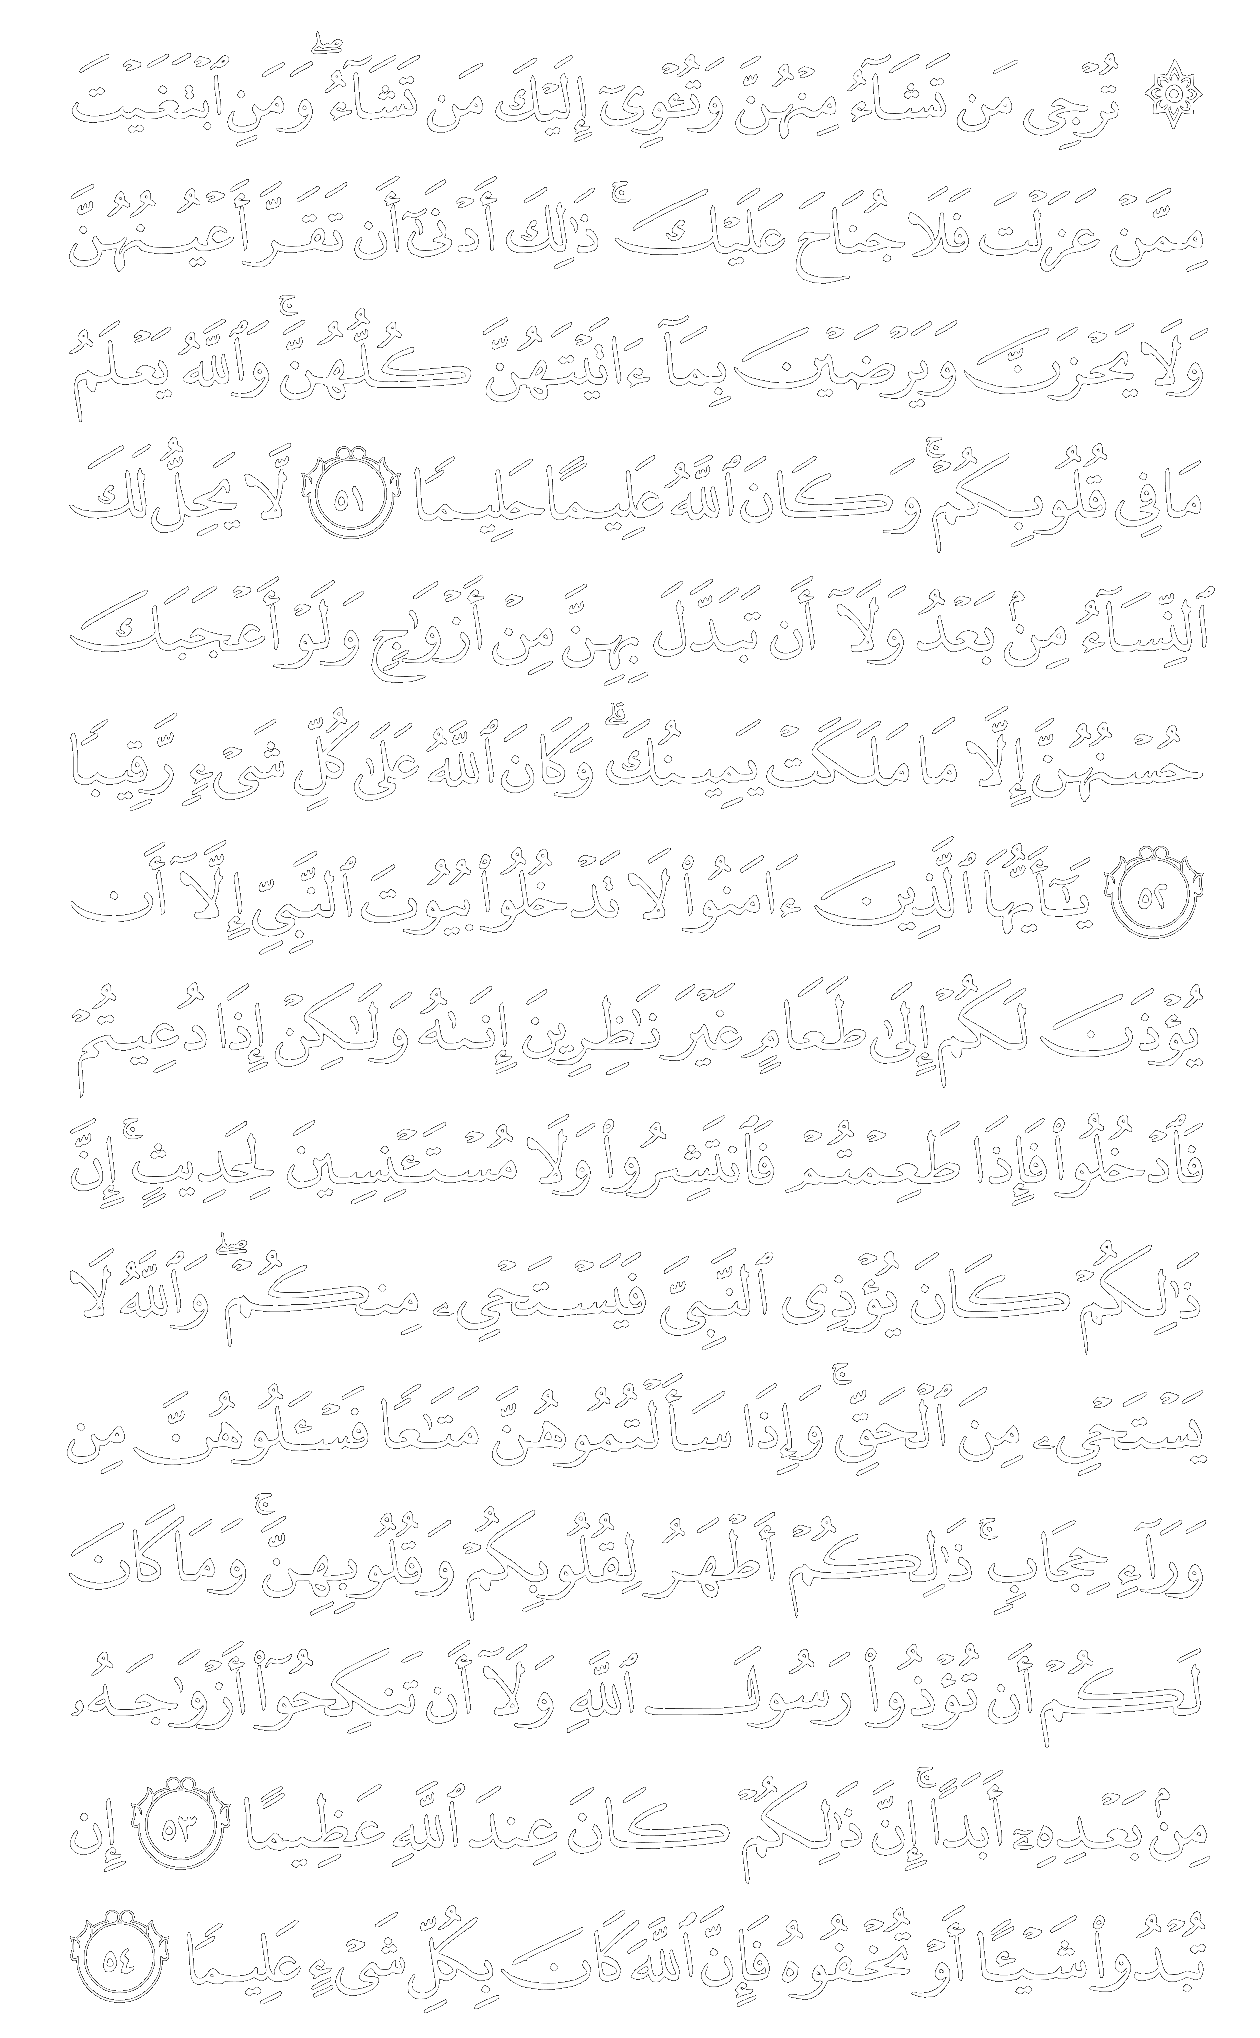 ۞ تُرْجِى مَن تَشَآءُ مِنْهُنَّ وَتُـْٔوِىٓ إِلَيْكَ مَن تَشَآءُ ۖ وَمَنِ ٱبْتَغَيْتَ
مِمَّنْ عَزَلْتَ فَلَا جُنَاحَ عَلَيْكَ ۚ ذَٰلِكَ أَدْنَىٰٓ أَن تَقَرَّ أَعْيُنُهُنَّ
وَلَا يَحْزَنَّ وَيَرْضَيْنَ بِمَآ ءَاتَيْتَهُنَّ كُلُّهُنَّ ۚ وَٱللَّهُ يَعْلَمُ
مَا فِى قُلُوبِكُمْ ۚ وَكَانَ ٱللَّهُ عَلِيمًا حَلِيمًا ٥١ لَّا يَحِلُّ لَكَ
ٱلنِّسَآءُ مِنۢ بَعْدُ وَلَآ أَن تَبَدَّلَ بِهِنَّ مِنْ أَزْوَٰجٍ وَلَوْ أَعْجَبَكَ
حُسْنُهُنَّ إِلَّا مَا مَلَكَتْ يَمِينُكَ ۗ وَكَانَ ٱللَّهُ عَلَىٰ كُلِّ شَىْءٍ رَّقِيبًا
٥٢ يَـٰٓأَيُّهَا ٱلَّذِينَ ءَامَنُوا۟ لَا تَدْخُلُوا۟ بُيُوتَ ٱلنَّبِىِّ إِلَّآ أَن
يُؤْذَنَ لَكُمْ إِلَىٰ طَعَامٍ غَيْرَ نَـٰظِرِينَ إِنَىٰهُ وَلَـٰكِنْ إِذَا دُعِيتُمْ
فَٱدْخُلُوا۟ فَإِذَا طَعِمْتُمْ فَٱنتَشِرُوا۟ وَلَا مُسْتَـْٔنِسِينَ لِحَدِيثٍ ۚ إِنَّ
ذَٰلِكُمْ كَانَ يُؤْذِى ٱلنَّبِىَّ فَيَسْتَحْىِۦ مِنكُمْ ۖ وَٱللَّهُ لَا
يَسْتَحْىِۦ مِنَ ٱلْحَقِّ ۚ وَإِذَا سَأَلْتُمُوهُنَّ مَتَـٰعًا فَسْـَٔلُوهُنَّ مِن
وَرَآءِ حِجَابٍ ۚ ذَٰلِكُمْ أَطْهَرُ لِقُلُوبِكُمْ وَقُلُوبِهِنَّ ۚ وَمَا كَانَ
لَكُمْ أَن تُؤْذُوا۟ رَسُولَ ٱللَّهِ وَلَآ أَن تَنكِحُوٓا۟ أَزْوَٰجَهُۥ
مِنۢ بَعْدِهِۦٓ أَبَدًا ۚ إِنَّ ذَٰلِكُمْ كَانَ عِندَ ٱللَّهِ عَظِيمًا ٥٣ إِن
تُبْدُوا۟ شَيْـًٔا أَوْ تُخْفُوهُ فَإِنَّ ٱللَّهَ كَانَ بِكُلِّ شَىْءٍ عَلِيمًا ٥٤